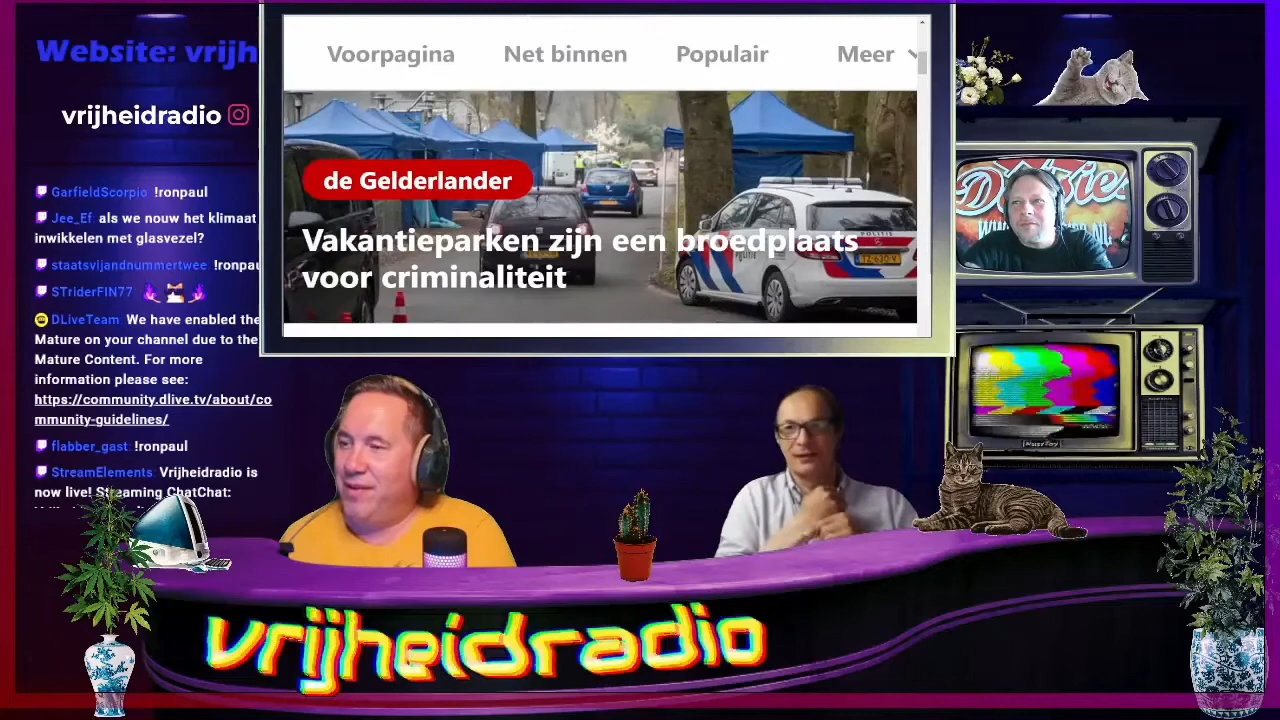 Website: vrijh
vrijheidradio
GarfieldScorpio !ronpaul
Jee_Ef als we nouw het klimaat
inwikkelen met glasvezel?
staatsvijandnummertwee !ronpau
STriderFIN77
DLiveTeam We have enabled the
Mature on your channel due to the
Mature Content. For more
information please see:
https://community.dlive.tv/about/co
mmunity-guidelines/
flabber_gast !ronpaul
StreamElements Vrijheidradio is
now live! Streaming ChatChat:
Voorpagina Net binnen Populair Meer
de Gelderlander
Vakantieparken zijn een broedplaats
voor criminaliteit
POLITIE
vrijheidradio